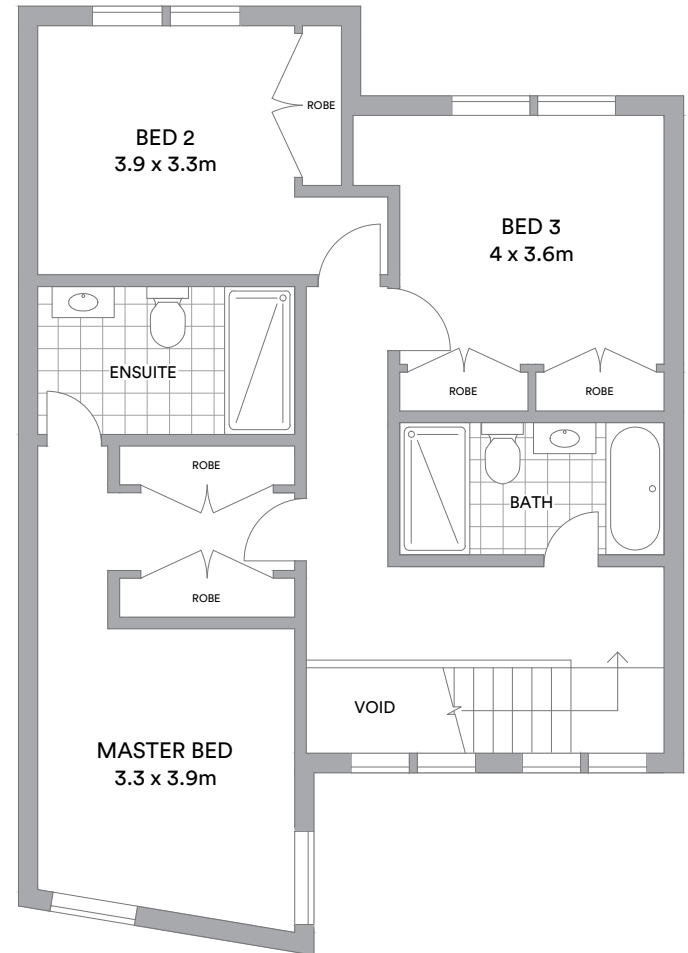 ROBE
BED 2
3.9 x 3.3m
BED 3
4 x 3.6m
ENSUITE
ROBE
ROBE
ROBE
BATH
ROBE
VOID
MASTER BED
3.3 x 3.9m